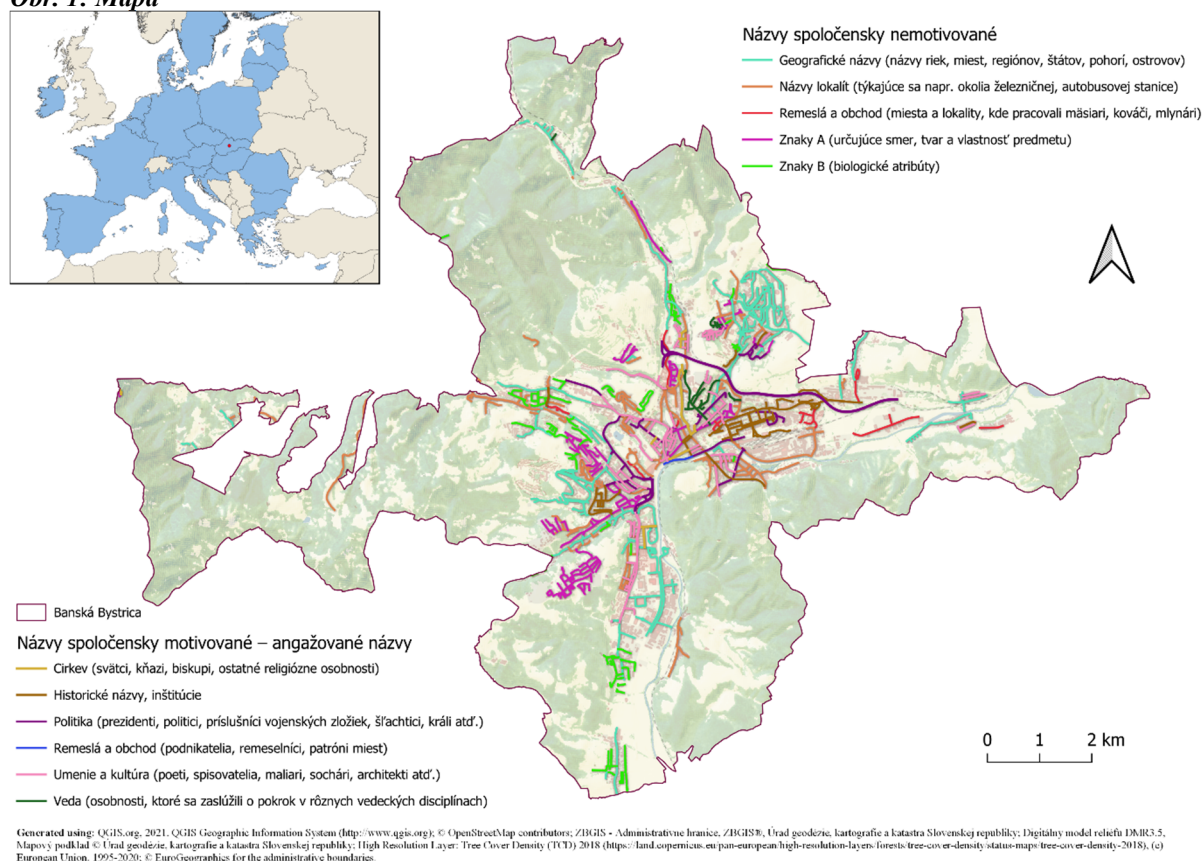 Obr. 1: Mapa
Názvy spoločensky nemotivované
Geografické názvy (názvy riek, miest, regiónov, štátov, pohorí, ostrovov)
Názvy lokalít (týkajúce sa napr. okolia železničnej, autobusovej stanice)
Remeslá a obchod (miesta a lokality, kde pracovali mäsiari, kováči, mlynári)
Znaky A (určujúce smer, tvar a vlastnosť predmetu)
Znaky B (biologické atribúty)
Banská Bystrica
Názvy spoločensky motivované – angažované názvy
Cirkev (svätci, kňazi, biskupi, ostatné religiózne osobnosti)
Historické názvy, inštitúcie
Politika (prezidenti, politici, príslušníci vojenských zložiek, šľachtici, králi atď.)
Remeslá a obchod (podnikatelia, remeselníci, patróni miest)
Umenie a kultúra (poeti, spisovatelia, maliari, sochári, architekti atď.)
Veda (osobnosti, ktoré sa zaslúžili o pokrok v rôznych vedeckých disciplínach)
0 1 2 km
Generated using: QGIS.org, 2021. QGIS Geographic Information System (http://www.qgis.org); © OpenStreetMap contributors; ZBGIS - Administratívne hranice, ZBGIS®, Úrad geodézie, kartografie a katastra Slovenskej republiky; Digitálny model reliéfu DMR3.5,
Mapový podklad © Úrad geodézie, kartografie a katastra Slovenskej republiky; High Resolution Layer: Tree Cover Density (TCD) 2018 (https://land.copernicus.eu/pan-european/high-resolution-layers/forests/tree-cover-density/status-maps/tree-cover-density-2018), (c)
European Union, 1995-2020; © EuroGeographics for the administrative boundaries.